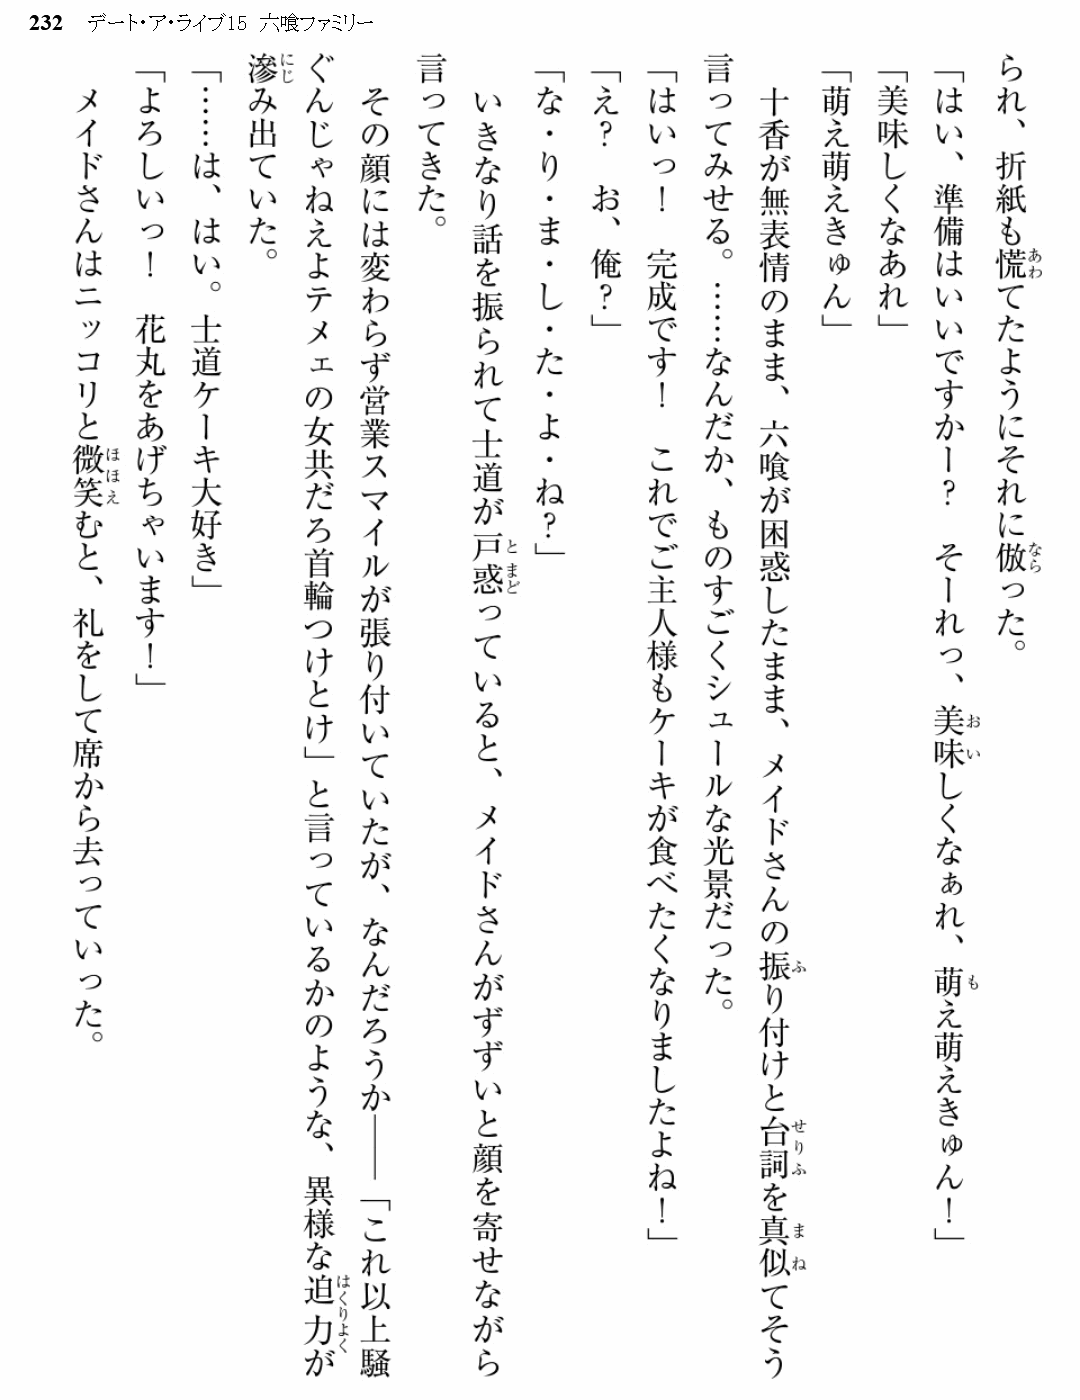 232 デート・ア・ライブ15 六喰ファミリー
られ、折紙も慌てたようにそれに倣った。
「はい、準備はいいですかー？　そーれっ、美味しくなぁれ、萌え萌えきゅん！」
「美味しくなあれ」
「萌え萌えきゅん」
　十香が無表情のまま、六喰が困惑したまま、メイドさんの振り付けと台詞を真似てそう
言ってみせる。……なんだか、ものすごくシュールな光景だった。
「はいっ！　完成です！　これでご主人様もケーキが食べたくなりましたよね！」
「え？　お、俺？」
「な・り・ま・し・た・よ・ね？」
　いきなり話を振られて士道が戸惑っていると、メイドさんがずずいと顔を寄せながら
言ってきた。
　その顔には変わらず営業スマイルが張り付いていたが、なんだろうか――「これ以上騒
ぐんじゃねえよテメェの女共だろ首輪つけとけ」と言っているかのような、異様な迫力が
滲み出ていた。
「……は、はい。士道ケーキ大好き」
「よろしいっ！　花丸をあげちゃいます！」
　メイドさんはニッコリと微笑むと、礼をして席から去っていった。